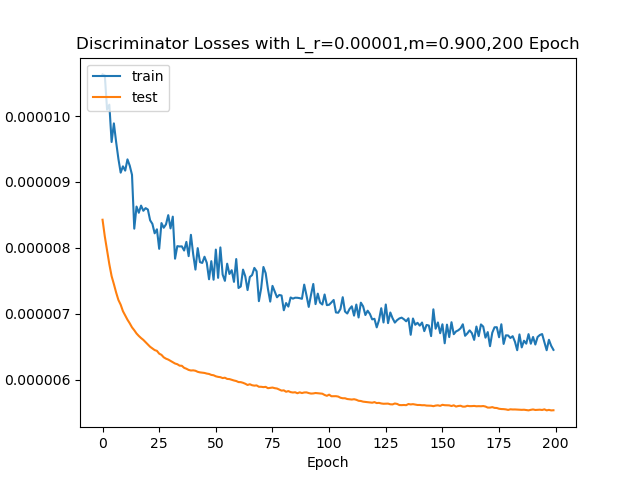 Discriminator Losses with L_r=0.00001,m=0.900,200 Epoch
train
test
0.000010
0.000009
0.000008
0.000007
0.000006
0 25 50 75 100 125 150 175 200
Epoch